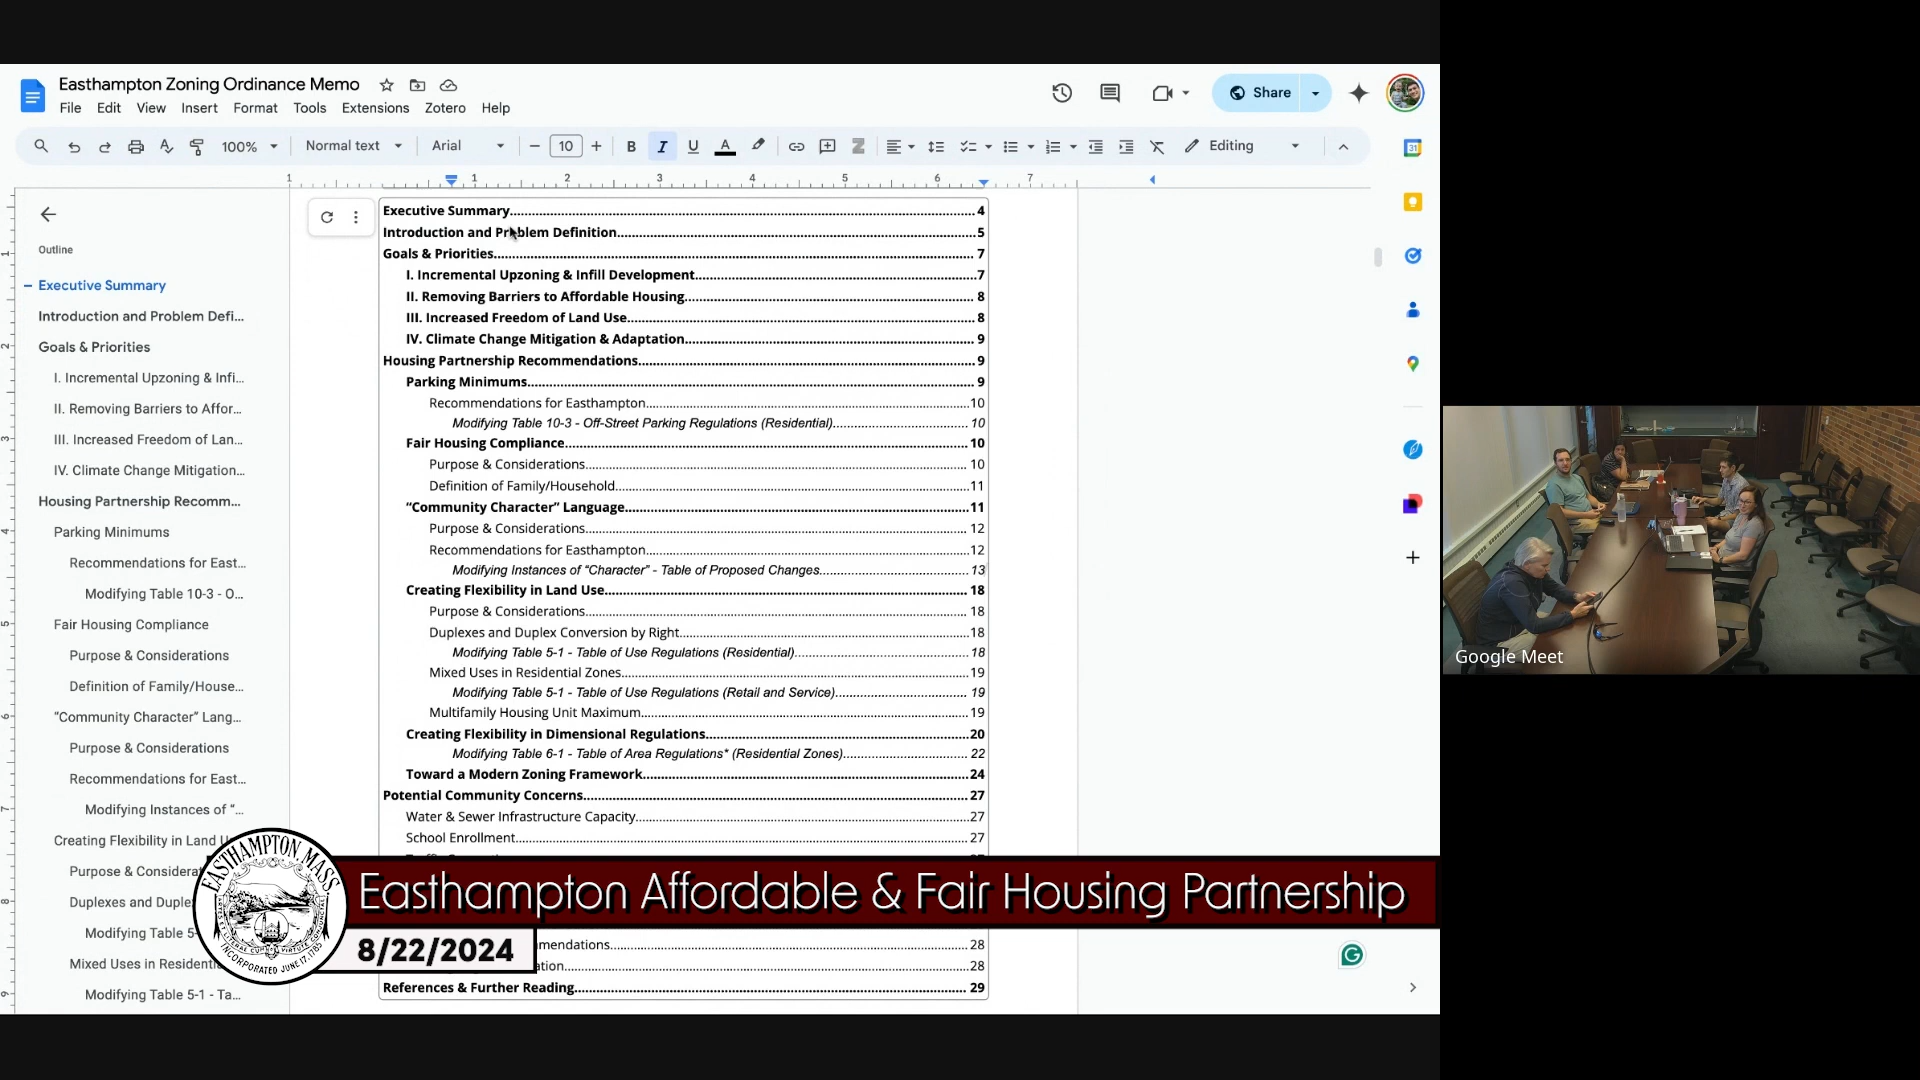 Easthampton Zoning Ordinance Memo
File Edit View Insert Format Tools Extensions Zotero Help
Share
100% Normal text Arial 10 B I U A Editing
1 1 2 3 4 5 6 7
Outline
Executive Summary
Introduction and Problem Defi...
Goals & Priorities
I. Incremental Upzoning & Infi...
II. Removing Barriers to Affor...
III. Increased Freedom of Lan...
IV. Climate Change Mitigation...
Housing Partnership Recomm...
Parking Minimums
Recommendations for East...
Modifying Table 10-3 - O...
Fair Housing Compliance
Purpose & Considerations
Definition of Family/House...
“Community Character” Lang...
Purpose & Considerations
Recommendations for East...
Modifying Instances of “...
Creating Flexibility in Land U
Purpose & Considera
Duplexes and Duple
Modifying Table 5-
Mixed Uses in Residenti
Modifying Table 5-1 - Ta...
Executive Summary 4
Introduction and Problem Definition 5
Goals & Priorities 7
I. Incremental Upzoning & Infill Development 7
II. Removing Barriers to Affordable Housing 8
III. Increased Freedom of Land Use 8
IV. Climate Change Mitigation & Adaptation 9
Housing Partnership Recommendations 9
Parking Minimums 9
Recommendations for Easthampton 10
Modifying Table 10-3 - Off-Street Parking Regulations (Residential) 10
Fair Housing Compliance 10
Purpose & Considerations 10
Definition of Family/Household 11
“Community Character” Language 11
Purpose & Considerations 12
Recommendations for Easthampton 12
Modifying Instances of “Character” - Table of Proposed Changes 13
Creating Flexibility in Land Use 18
Purpose & Considerations 18
Duplexes and Duplex Conversion by Right 18
Modifying Table 5-1 - Table of Use Regulations (Residential) 18
Mixed Uses in Residential Zones 19
Modifying Table 5-1 - Table of Use Regulations (Retail and Service) 19
Multifamily Housing Unit Maximum 19
Creating Flexibility in Dimensional Regulations 20
Modifying Table 6-1 - Table of Area Regulations* (Residential Zones) 22
Toward a Modern Zoning Framework 24
Potential Community Concerns 27
Water & Sewer Infrastructure Capacity 27
School Enrollment 27
mendations 28
ation 28
References & Further Reading 29
EASTHAMPTON MASS.
INCORPORATED JUNE 17, 1785
Easthampton Affordable & Fair Housing Partnership
8/22/2024
Google Meet